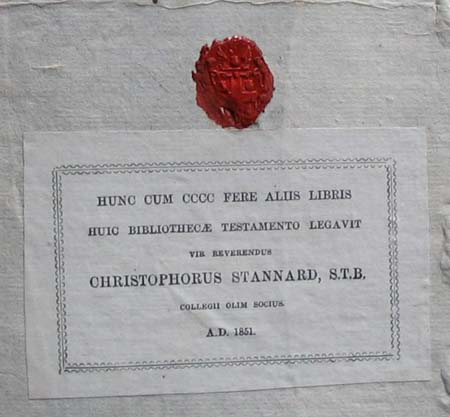 HUNC CUM CCCC FERE ALIIS LIBRIS
HUIC BIBLIOTHECÆ TESTAMENTO LEGAVIT
VIR REVERENDUS
CHRISTOPHORUS STANNARD, S.T.B.
COLLEGII OLIM SOCIUS.
A.D. 1851.